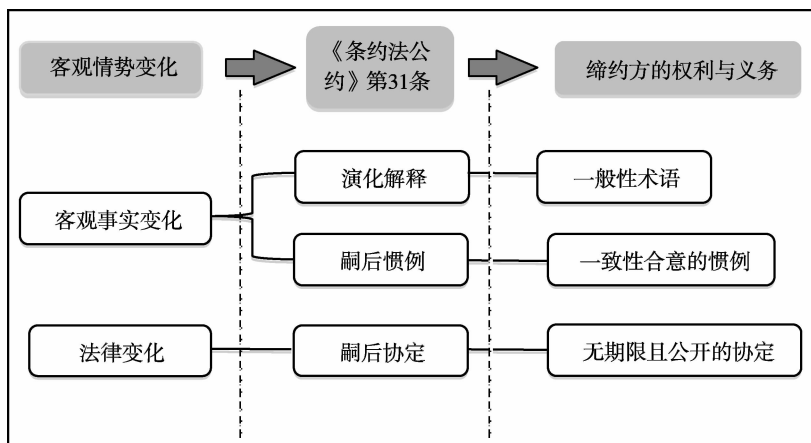 客观情势变化
《条约法公
约》第31条
缔约方的权利与义务
演化解释
一般性术语
客观事实变化
嗣后惯例
一致性合意的惯例
法律变化
嗣后协定
无期限且公开的协定